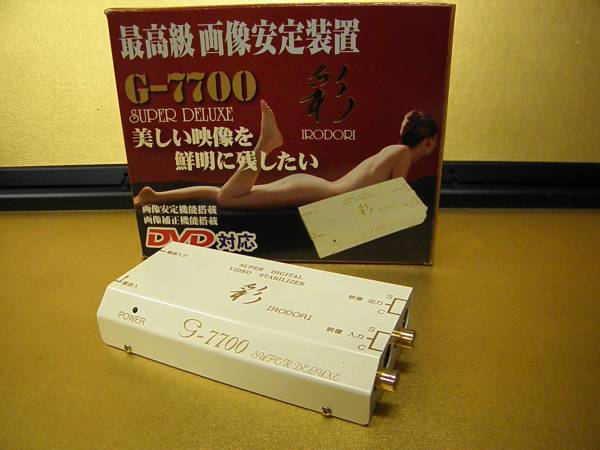 最高級 画像安定装置
G-7700
SUPER DELUXE
彩
IRODORI
美しい映像を
鮮明に残したい
画像安定機能搭載
画像補正機能搭載
DVD対応
彩
SUPER DIGITAL
VIDEO STABILIZER
彩
IRODORI
映像 出力
S
C
映像 入力
S
C
POWER
G-7700 SUPER DELUXE